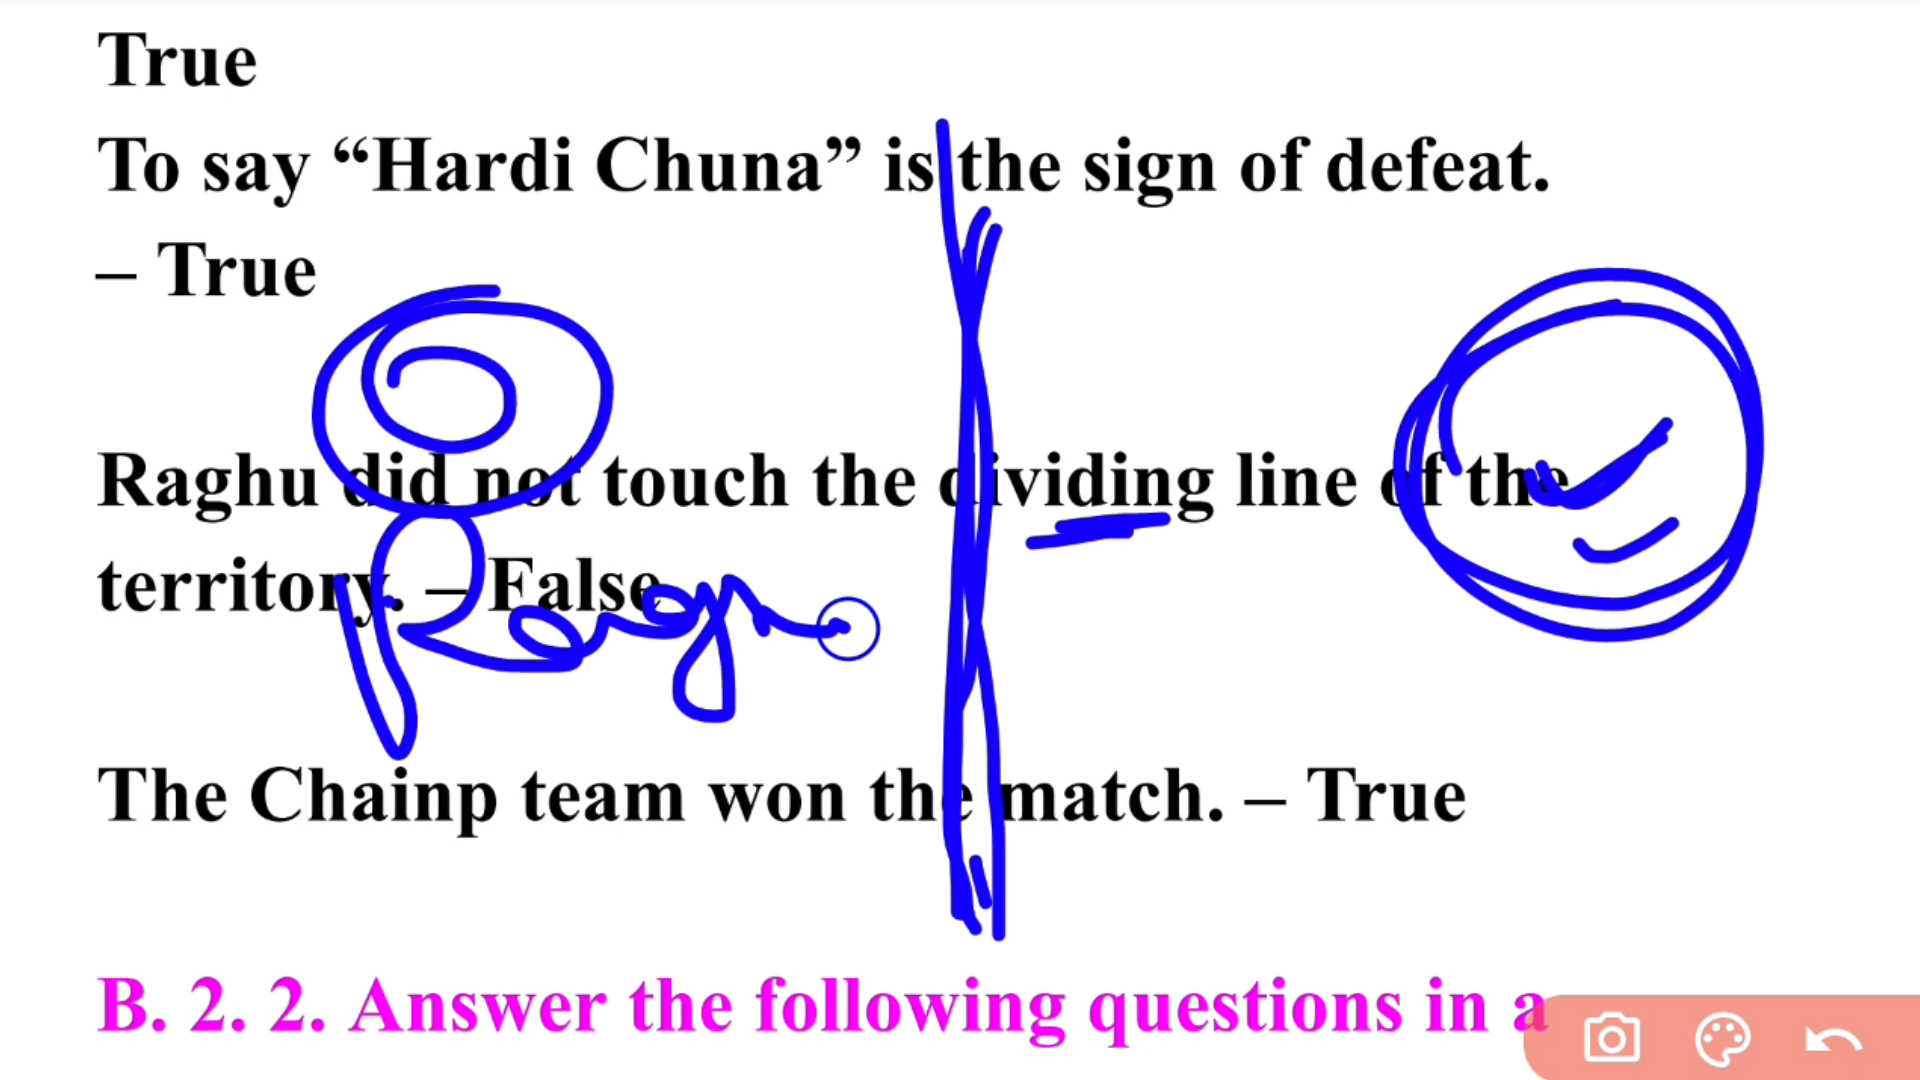 True
To say “Hardi Chuna” is the sign of defeat.
– True
Raghu did not touch the dividing line of the
territory. – False
The Chainp team won the match. – True
B. 2. 2. Answer the following questions in a